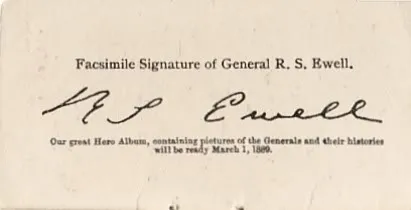 Facsimile Signature of General R. S. Ewell.
R S Ewell
Our great Hero Album, containing pictures of the Generals and their histories
will be ready March 1, 1889.